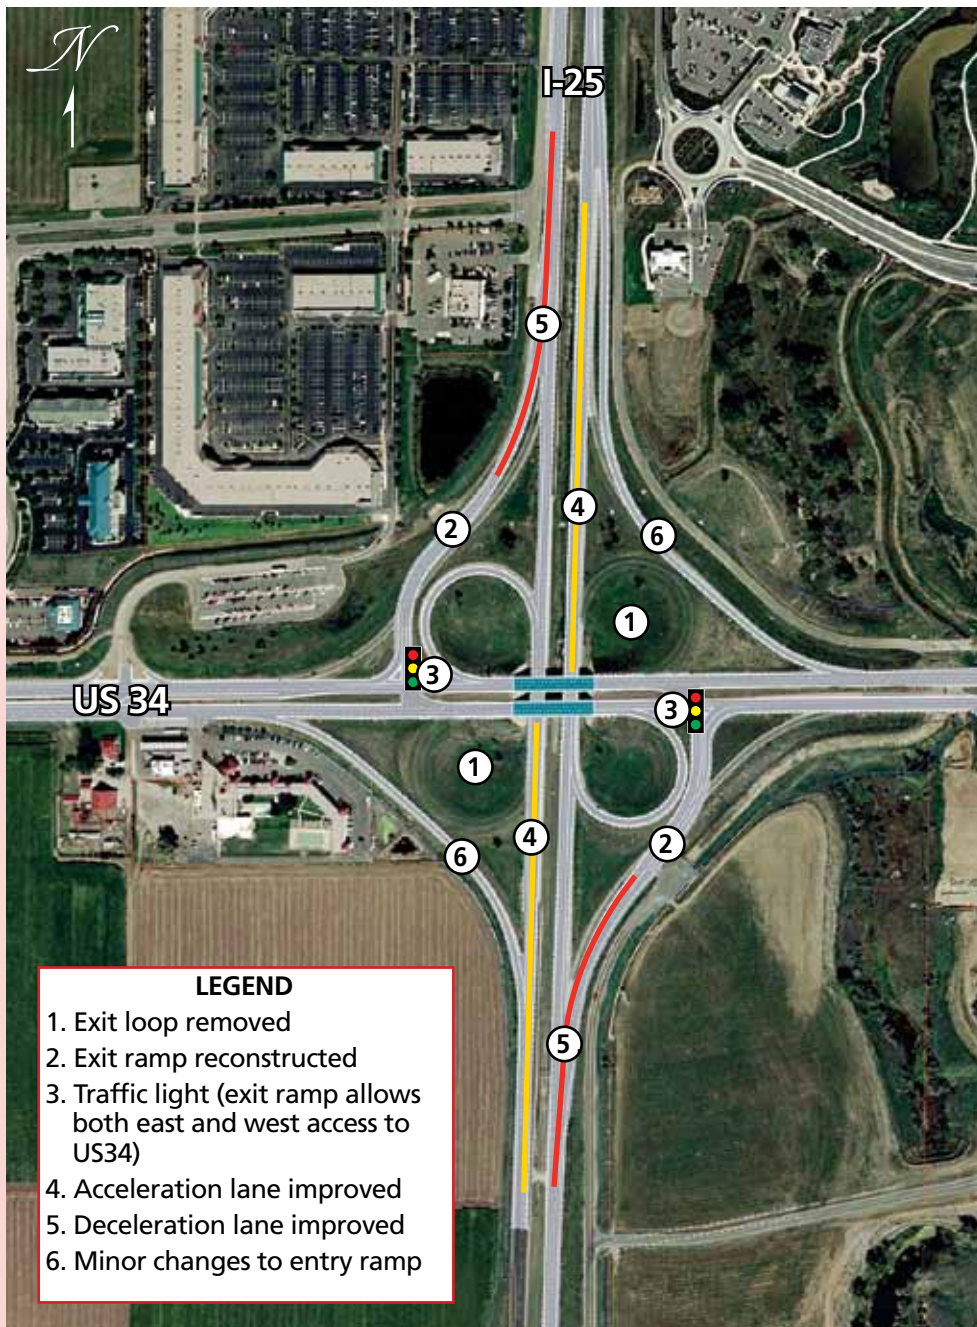 N
I-25
5
2
4
6
1
3
US 34
3
1
4
2
6
5
LEGEND
1. Exit loop removed
2. Exit ramp reconstructed
3. Traffic light (exit ramp allows
both east and west access to
US34)
4. Acceleration lane improved
5. Deceleration lane improved
6. Minor changes to entry ramp